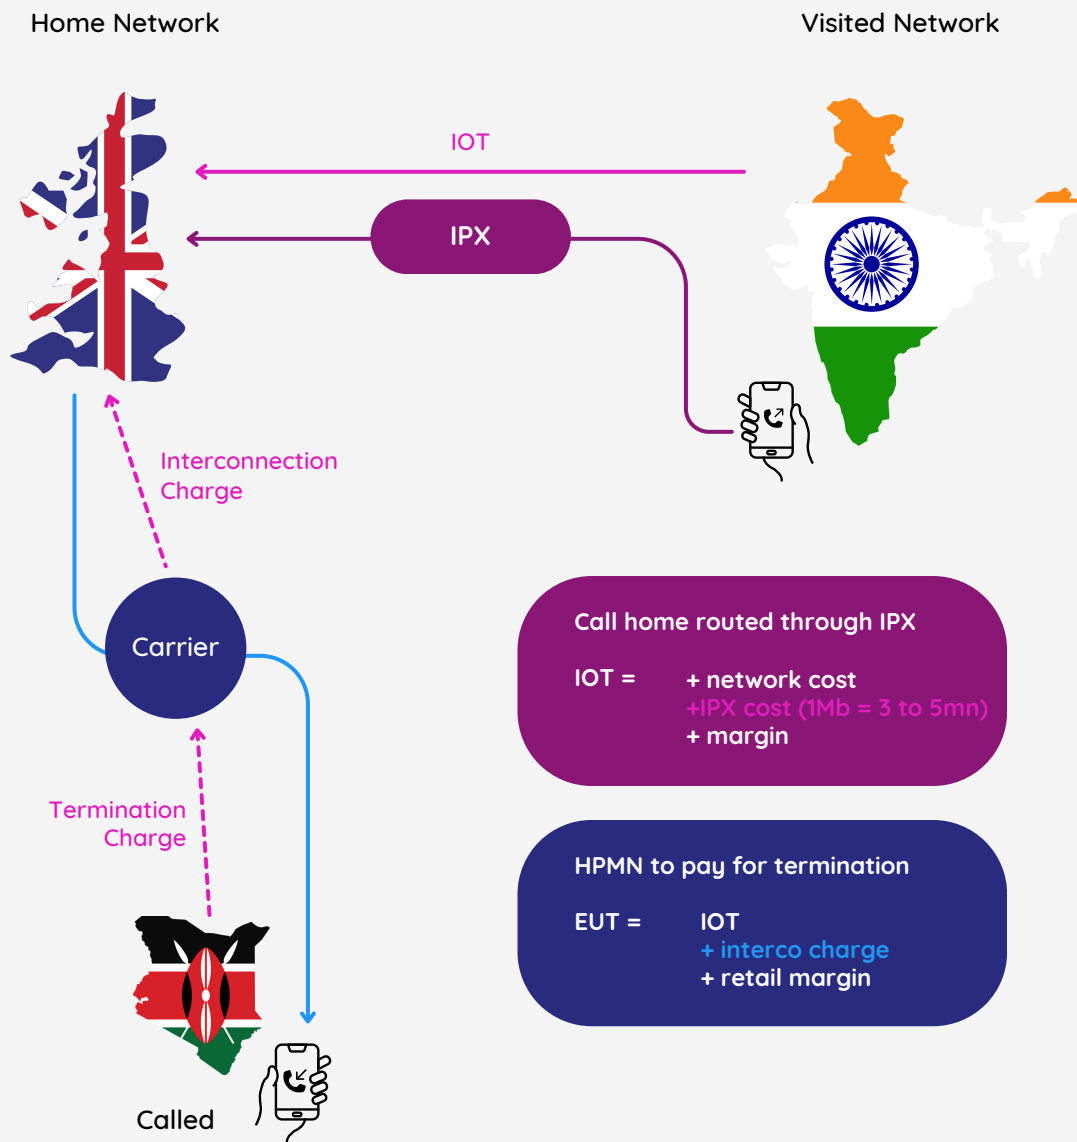 Home Network
Visited Network
IOT
IPX
Interconnection
Charge
Carrier
Call home routed through IPX
IOT = + network cost
+IPX cost (1Mb = 3 to 5mn)
+ margin
Termination
Charge
HPMN to pay for termination
EUT = IOT
+ interco charge
+ retail margin
Called